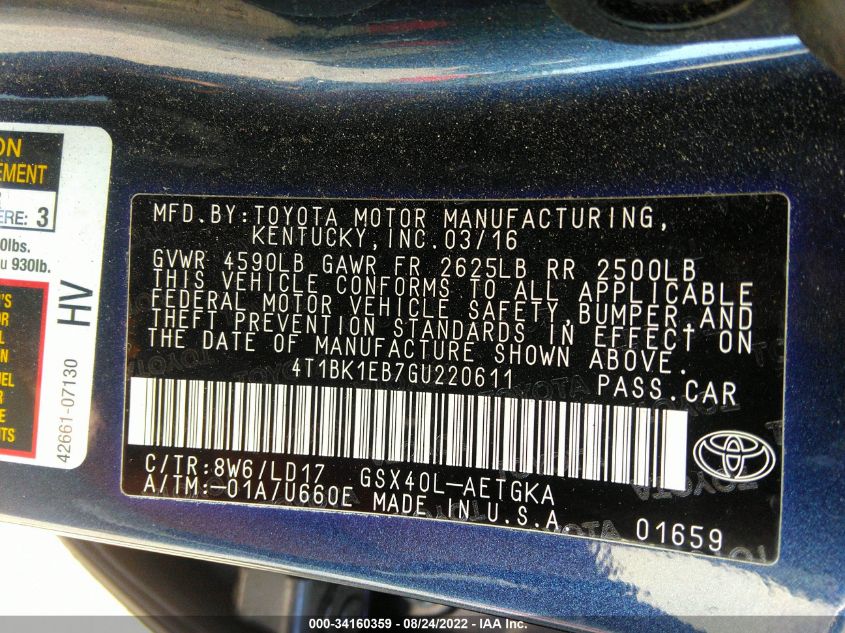 ON
EMENT
ERE: 3
0lbs.
u 930lb.
HV
42661-07130
MFD.BY:TOYOTA MOTOR MANUFACTURING,
KENTUCKY,INC.03/16
GVWR 4590LB GAWR FR 2625LB RR 2500LB
THIS VEHICLE CONFORMS TO ALL APPLICABLE
FEDERAL MOTOR VEHICLE SAFETY,BUMPER,AND
THEFT PREVENTION STANDARDS IN EFFECT ON
THE DATE OF MANUFACTURE SHOWN ABOVE.
4T1BK1EB7GU220611 PASS.CAR
C/TR:8W6/LD17 GSX40L-AETGKA
A/TM:-01A/U660E MADE IN U.S.A.
01659
000-34160359 - 08/24/2022 - IAA Inc.